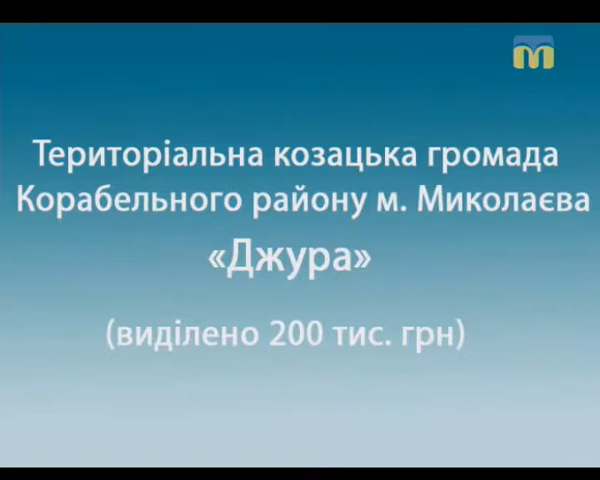 Територіальна козацька громада
Корабельного району м. Миколаєва
«Джура»
(виділено 200 тис. грн)